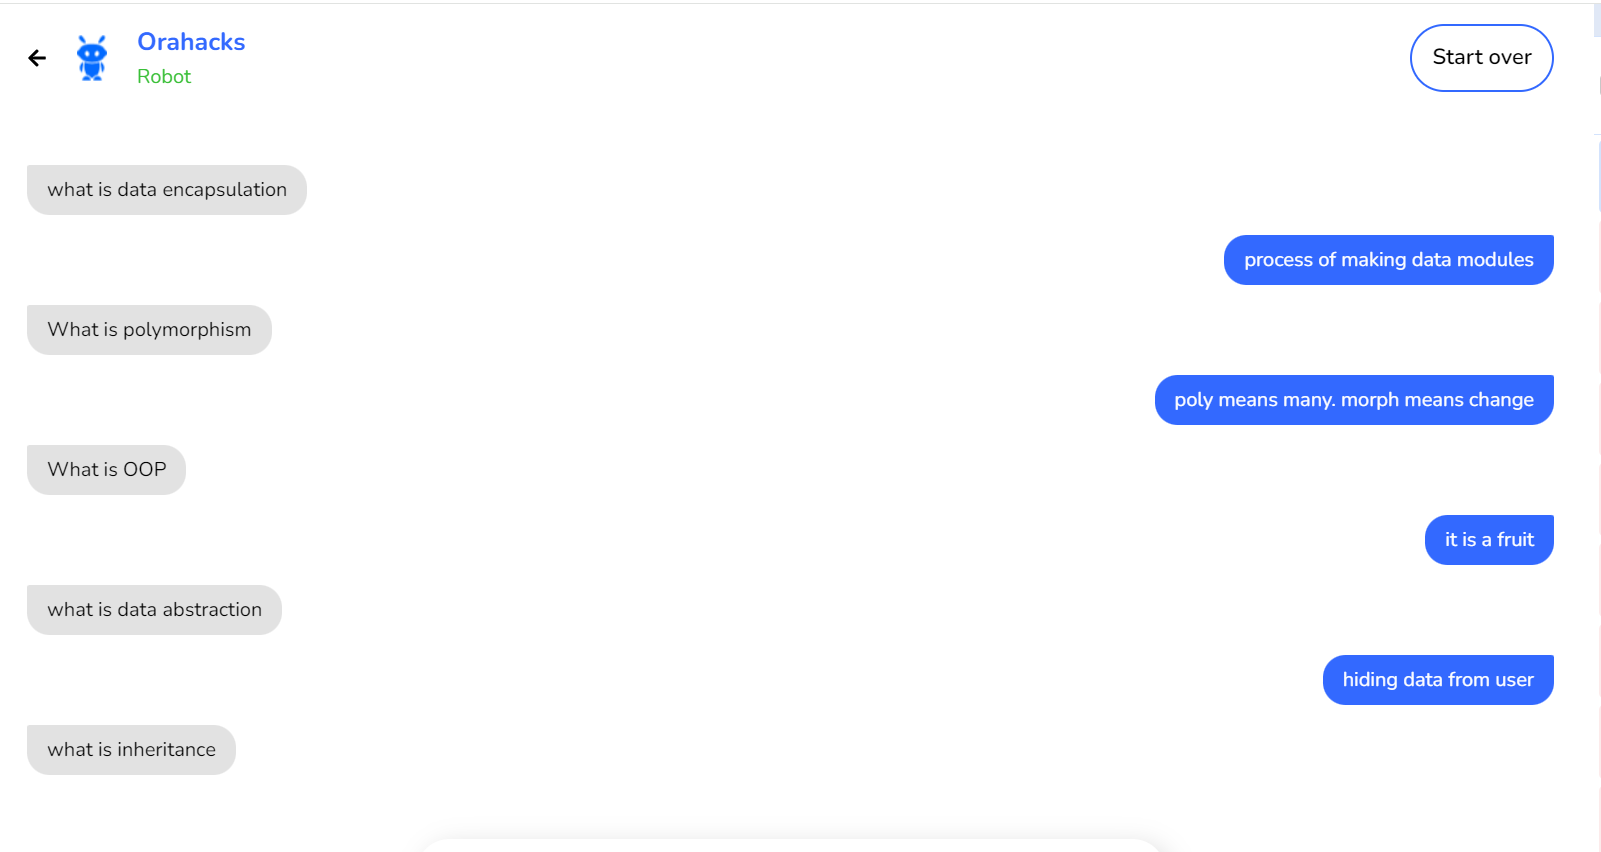 Orahacks
Robot
Start over
what is data encapsulation
process of making data modules
What is polymorphism
poly means many. morph means change
What is OOP
it is a fruit
what is data abstraction
hiding data from user
what is inheritance